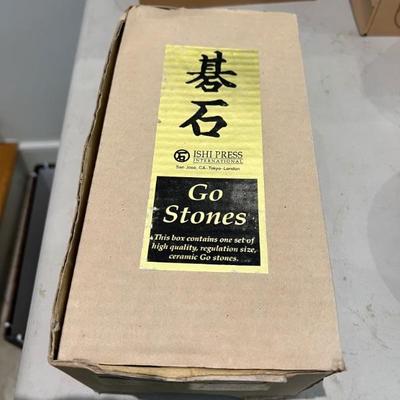 碁
石
ISHI PRESS
INTERNATIONAL
San Jose, CA–Tokyo–London
Go
Stones
This box contains one set of
high quality, regulation size,
ceramic Go stones.